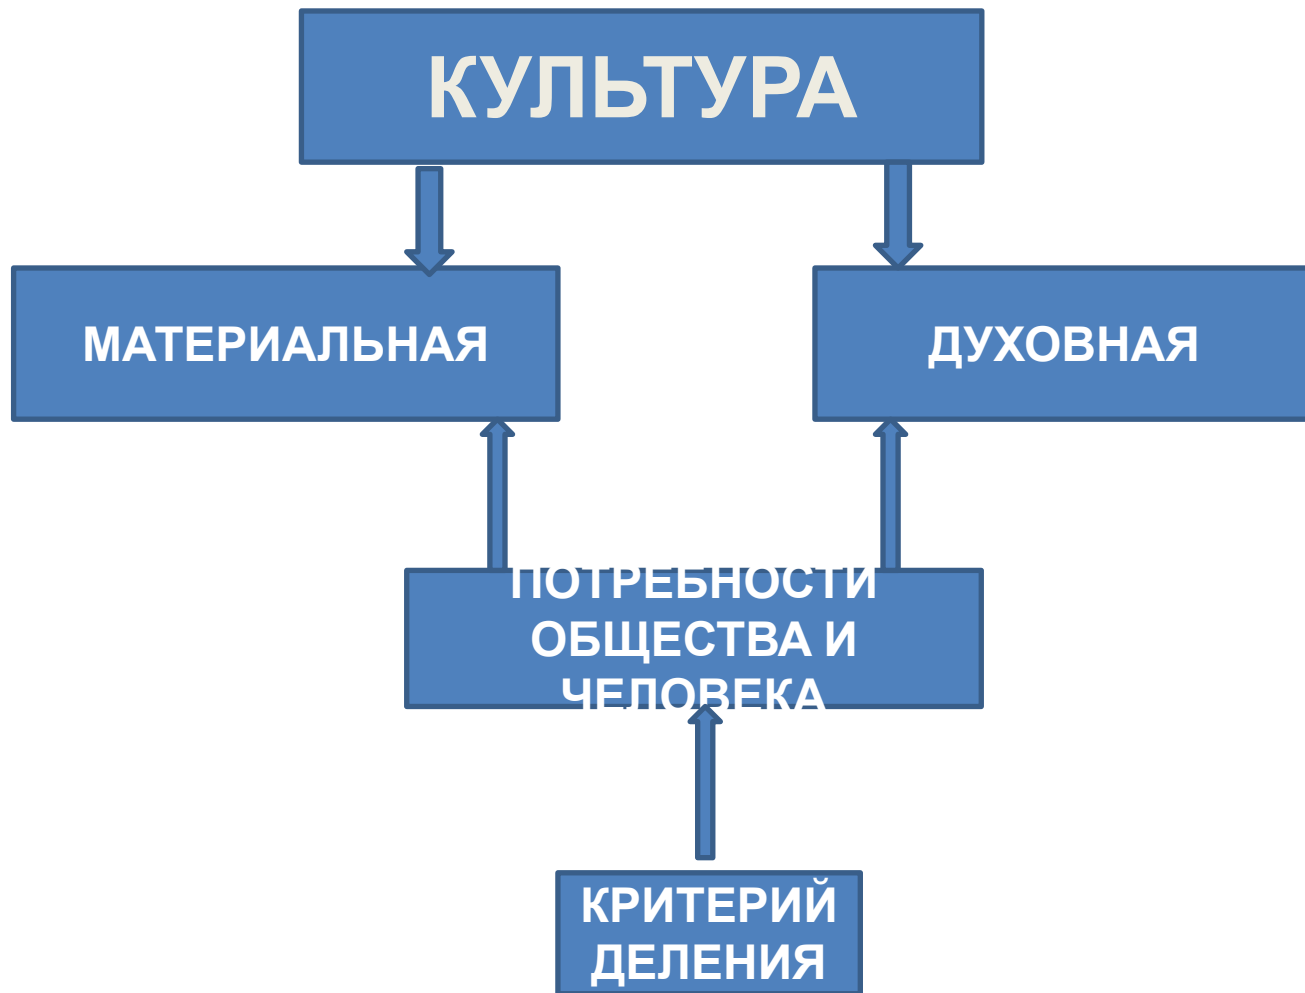 КУЛЬТУРА
МАТЕРИАЛЬНАЯ
ДУХОВНАЯ
ПОТРЕБНОСТИ
ОБЩЕСТВА И
ЧЕЛОВЕКА
КРИТЕРИЙ
ДЕЛЕНИЯ